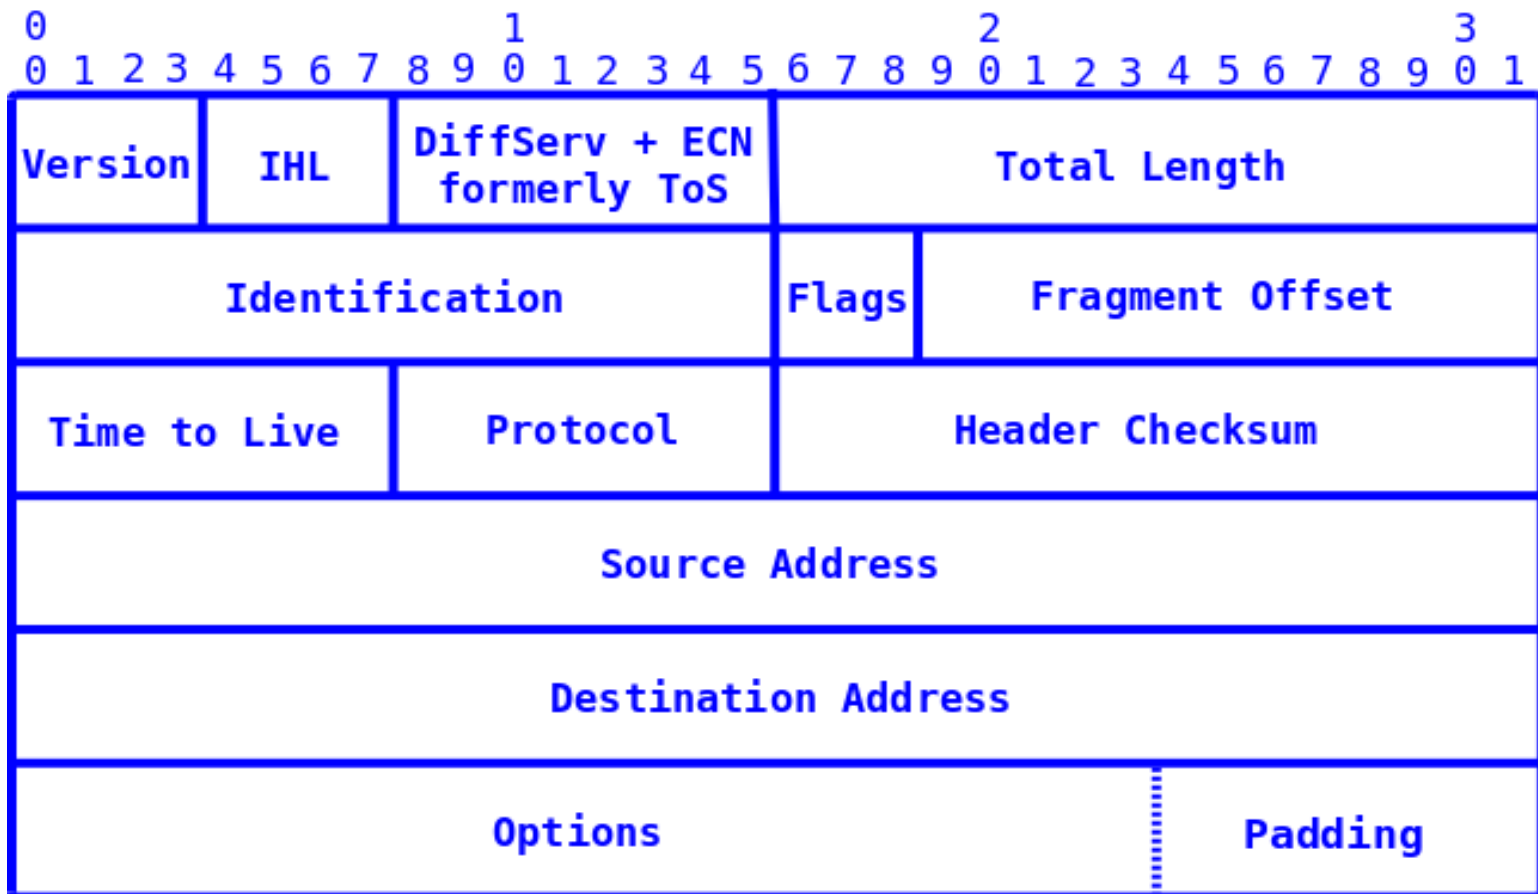 0 1 2 3
0 1 2 3 4 5 6 7 8 9 0 1 2 3 4 5 6 7 8 9 0 1 2 3 4 5 6 7 8 9 0 1
Version IHL DiffServ + ECN Total Length
formerly ToS
Identification Flags Fragment Offset
Time to Live Protocol Header Checksum
Source Address
Destination Address
Options Padding